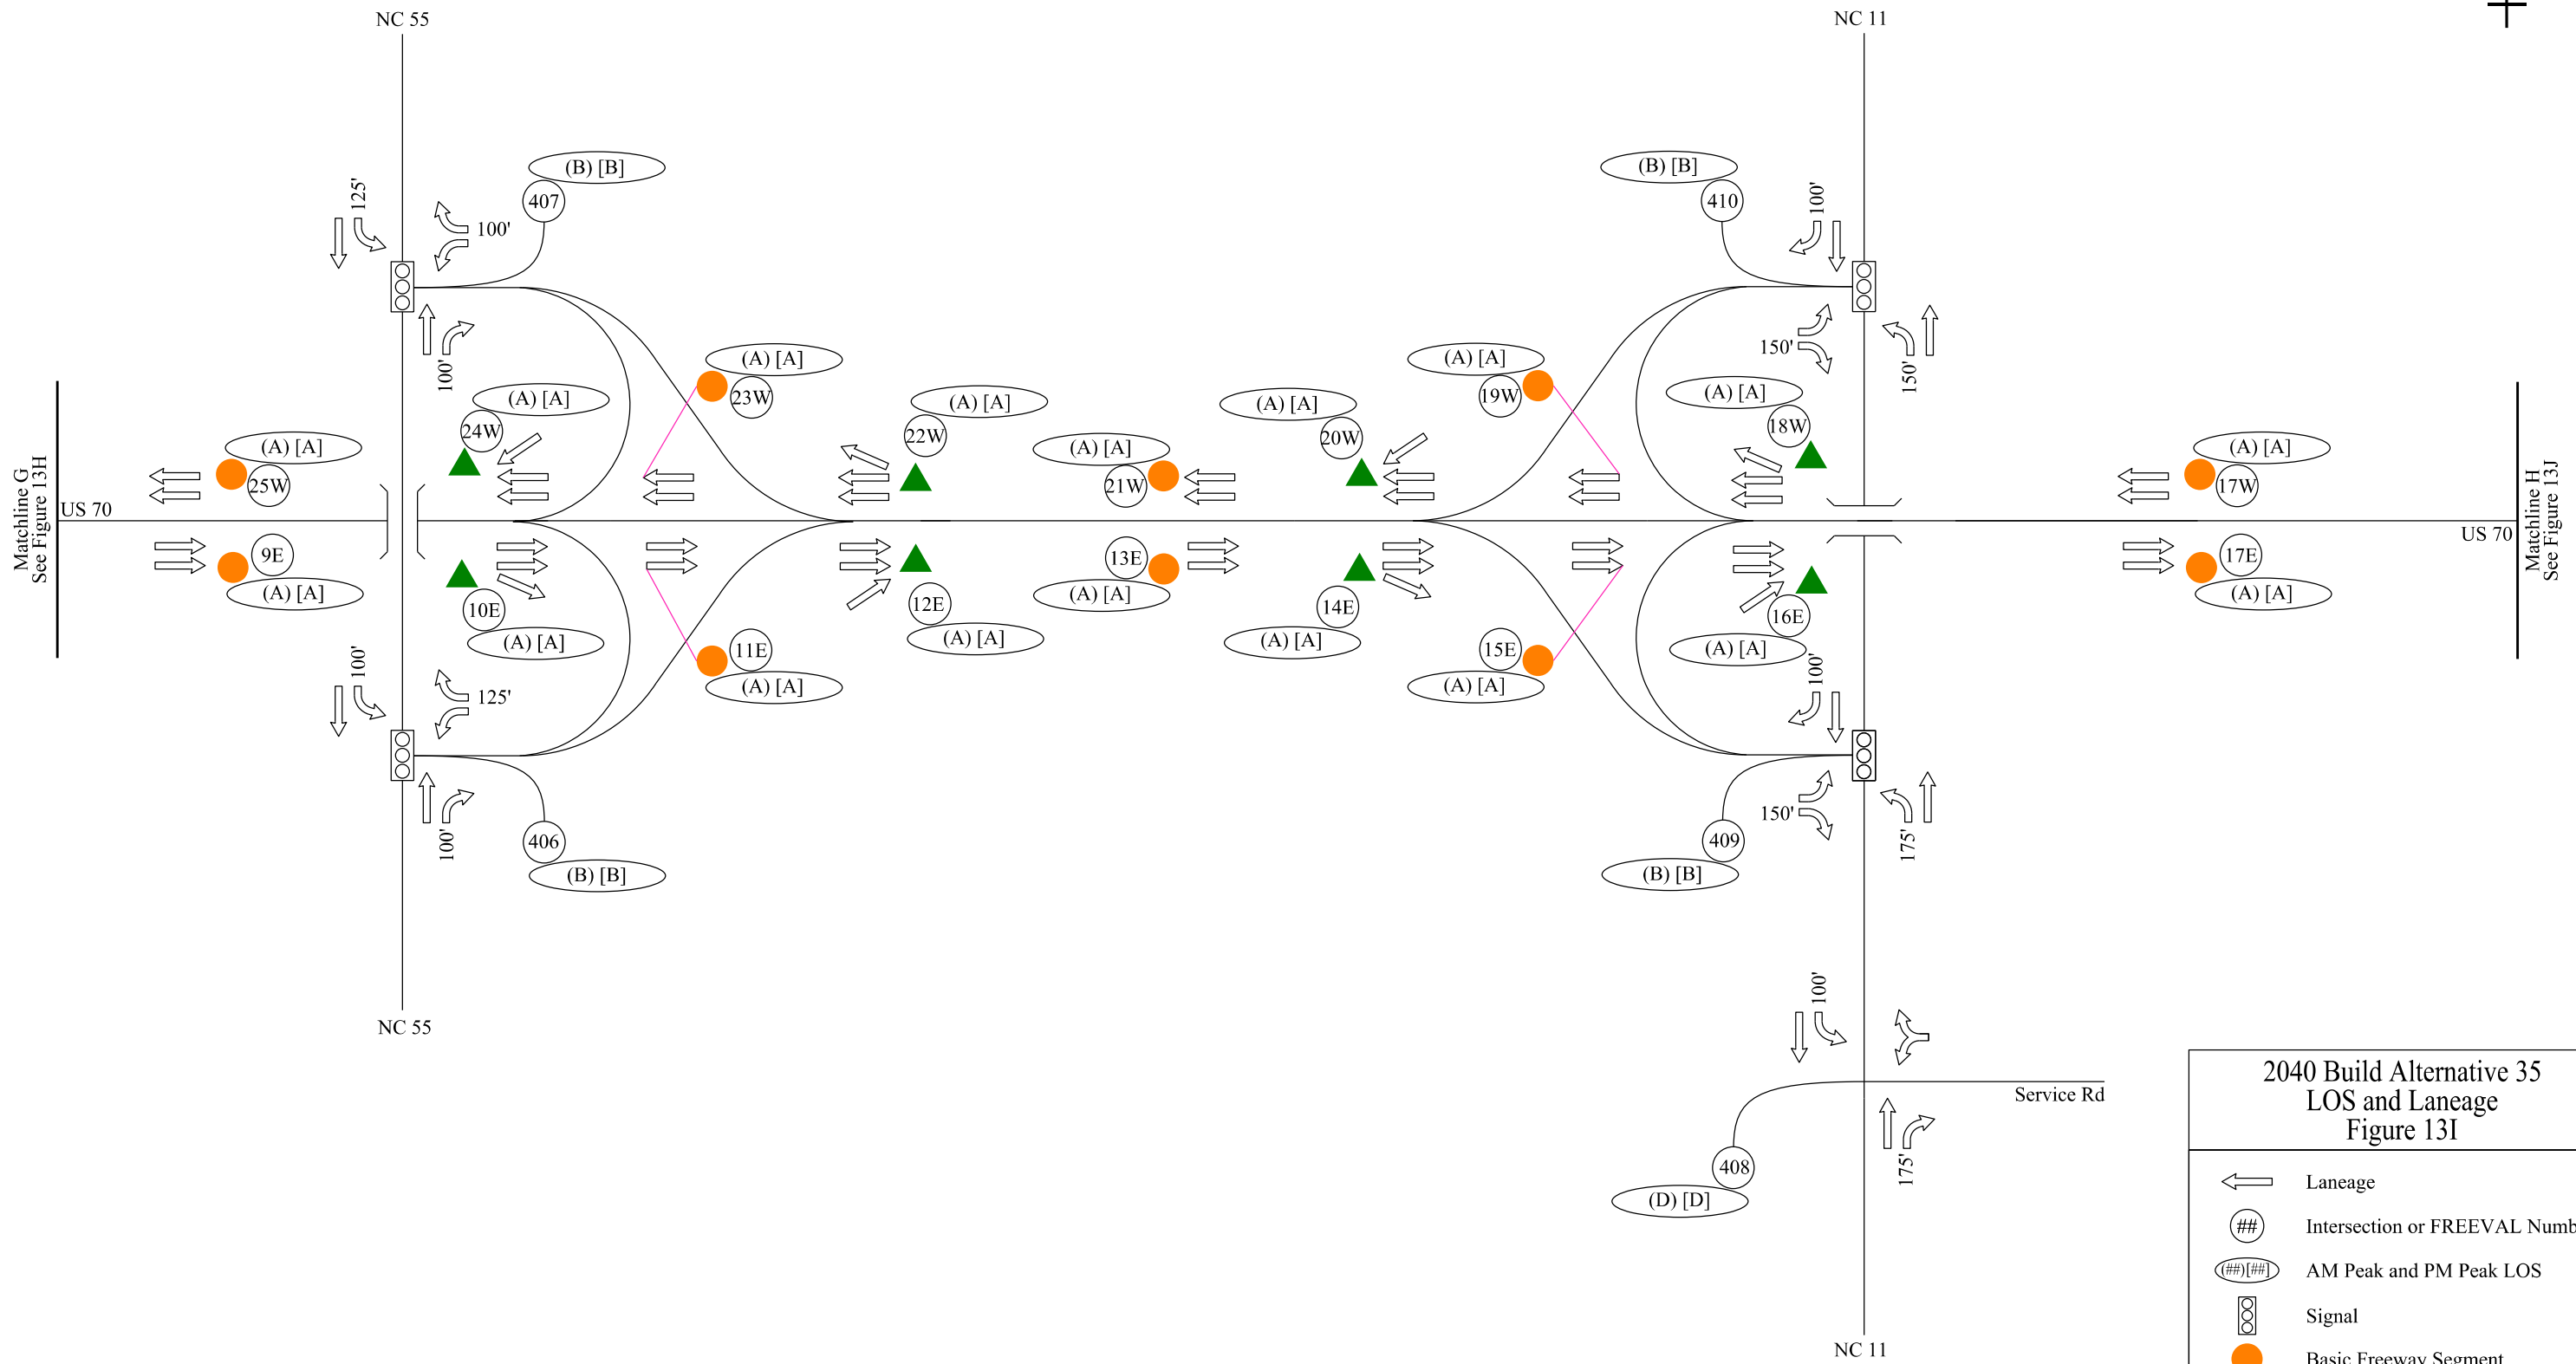 NC 55
NC 11
(B) [B]
407
125'
100'
100'
(B) [B]
410
100'
150'
150'
(A) [A]
23W
(A) [A]
24W
(A) [A]
22W
(A) [A]
20W
(A) [A]
21W
(A) [A]
19W
(A) [A]
18W
(A) [A]
25W
(A) [A]
17W
Matchline G
See Figure 13H
US 70
US 70
Matchline H
See Figure 13J
9E
(A) [A]
10E
(A) [A]
11E
(A) [A]
12E
(A) [A]
13E
(A) [A]
14E
(A) [A]
15E
(A) [A]
16E
(A) [A]
17E
(A) [A]
100'
125'
100'
406
(B) [B]
100'
150'
175'
409
(B) [B]
NC 55
100'
Service Rd
175'
408
(D) [D]
NC 11
2040 Build Alternative 35
LOS and Laneage
Figure 13I
Laneage
## Intersection or FREEVAL Numb
(##)[##] AM Peak and PM Peak LOS
Signal
Basic Freeway Segment